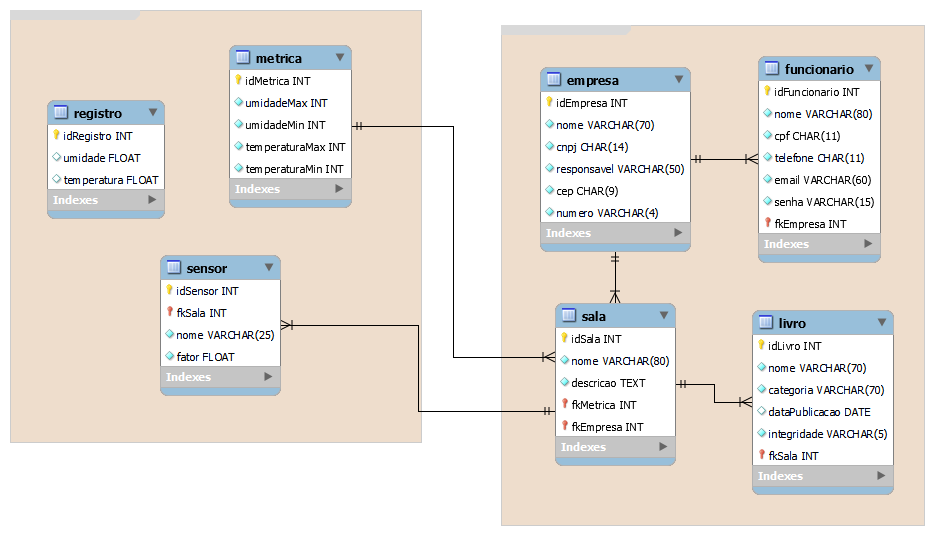 registro
idRegistro INT
umidade FLOAT
temperatura FLOAT
Indexes
metrica
idMetrica INT
umidadeMax INT
umidadeMin INT
temperaturaMax INT
temperaturaMin INT
Indexes
sensor
idSensor INT
fkSala INT
nome VARCHAR(25)
fator FLOAT
Indexes
empresa
idEmpresa INT
nome VARCHAR(70)
cnpj CHAR(14)
responsavel VARCHAR(50)
cep CHAR(9)
numero VARCHAR(4)
Indexes
funcionario
idFuncionario INT
nome VARCHAR(80)
cpf CHAR(11)
telefone CHAR(11)
email VARCHAR(60)
senha VARCHAR(15)
fkEmpresa INT
Indexes
sala
idSala INT
nome VARCHAR(80)
descricao TEXT
fkMetrica INT
fkEmpresa INT
Indexes
livro
idLivro INT
nome VARCHAR(70)
categoria VARCHAR(70)
dataPublicacao DATE
integridade VARCHAR(5)
fkSala INT
Indexes